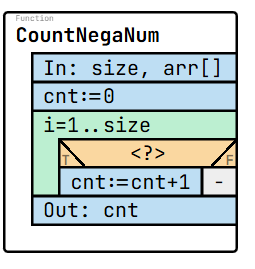 Function
CountNegaNum
In: size, arr[]
cnt:=0
i=1..size
<?>
T F
cnt:=cnt+1 -
Out: cnt